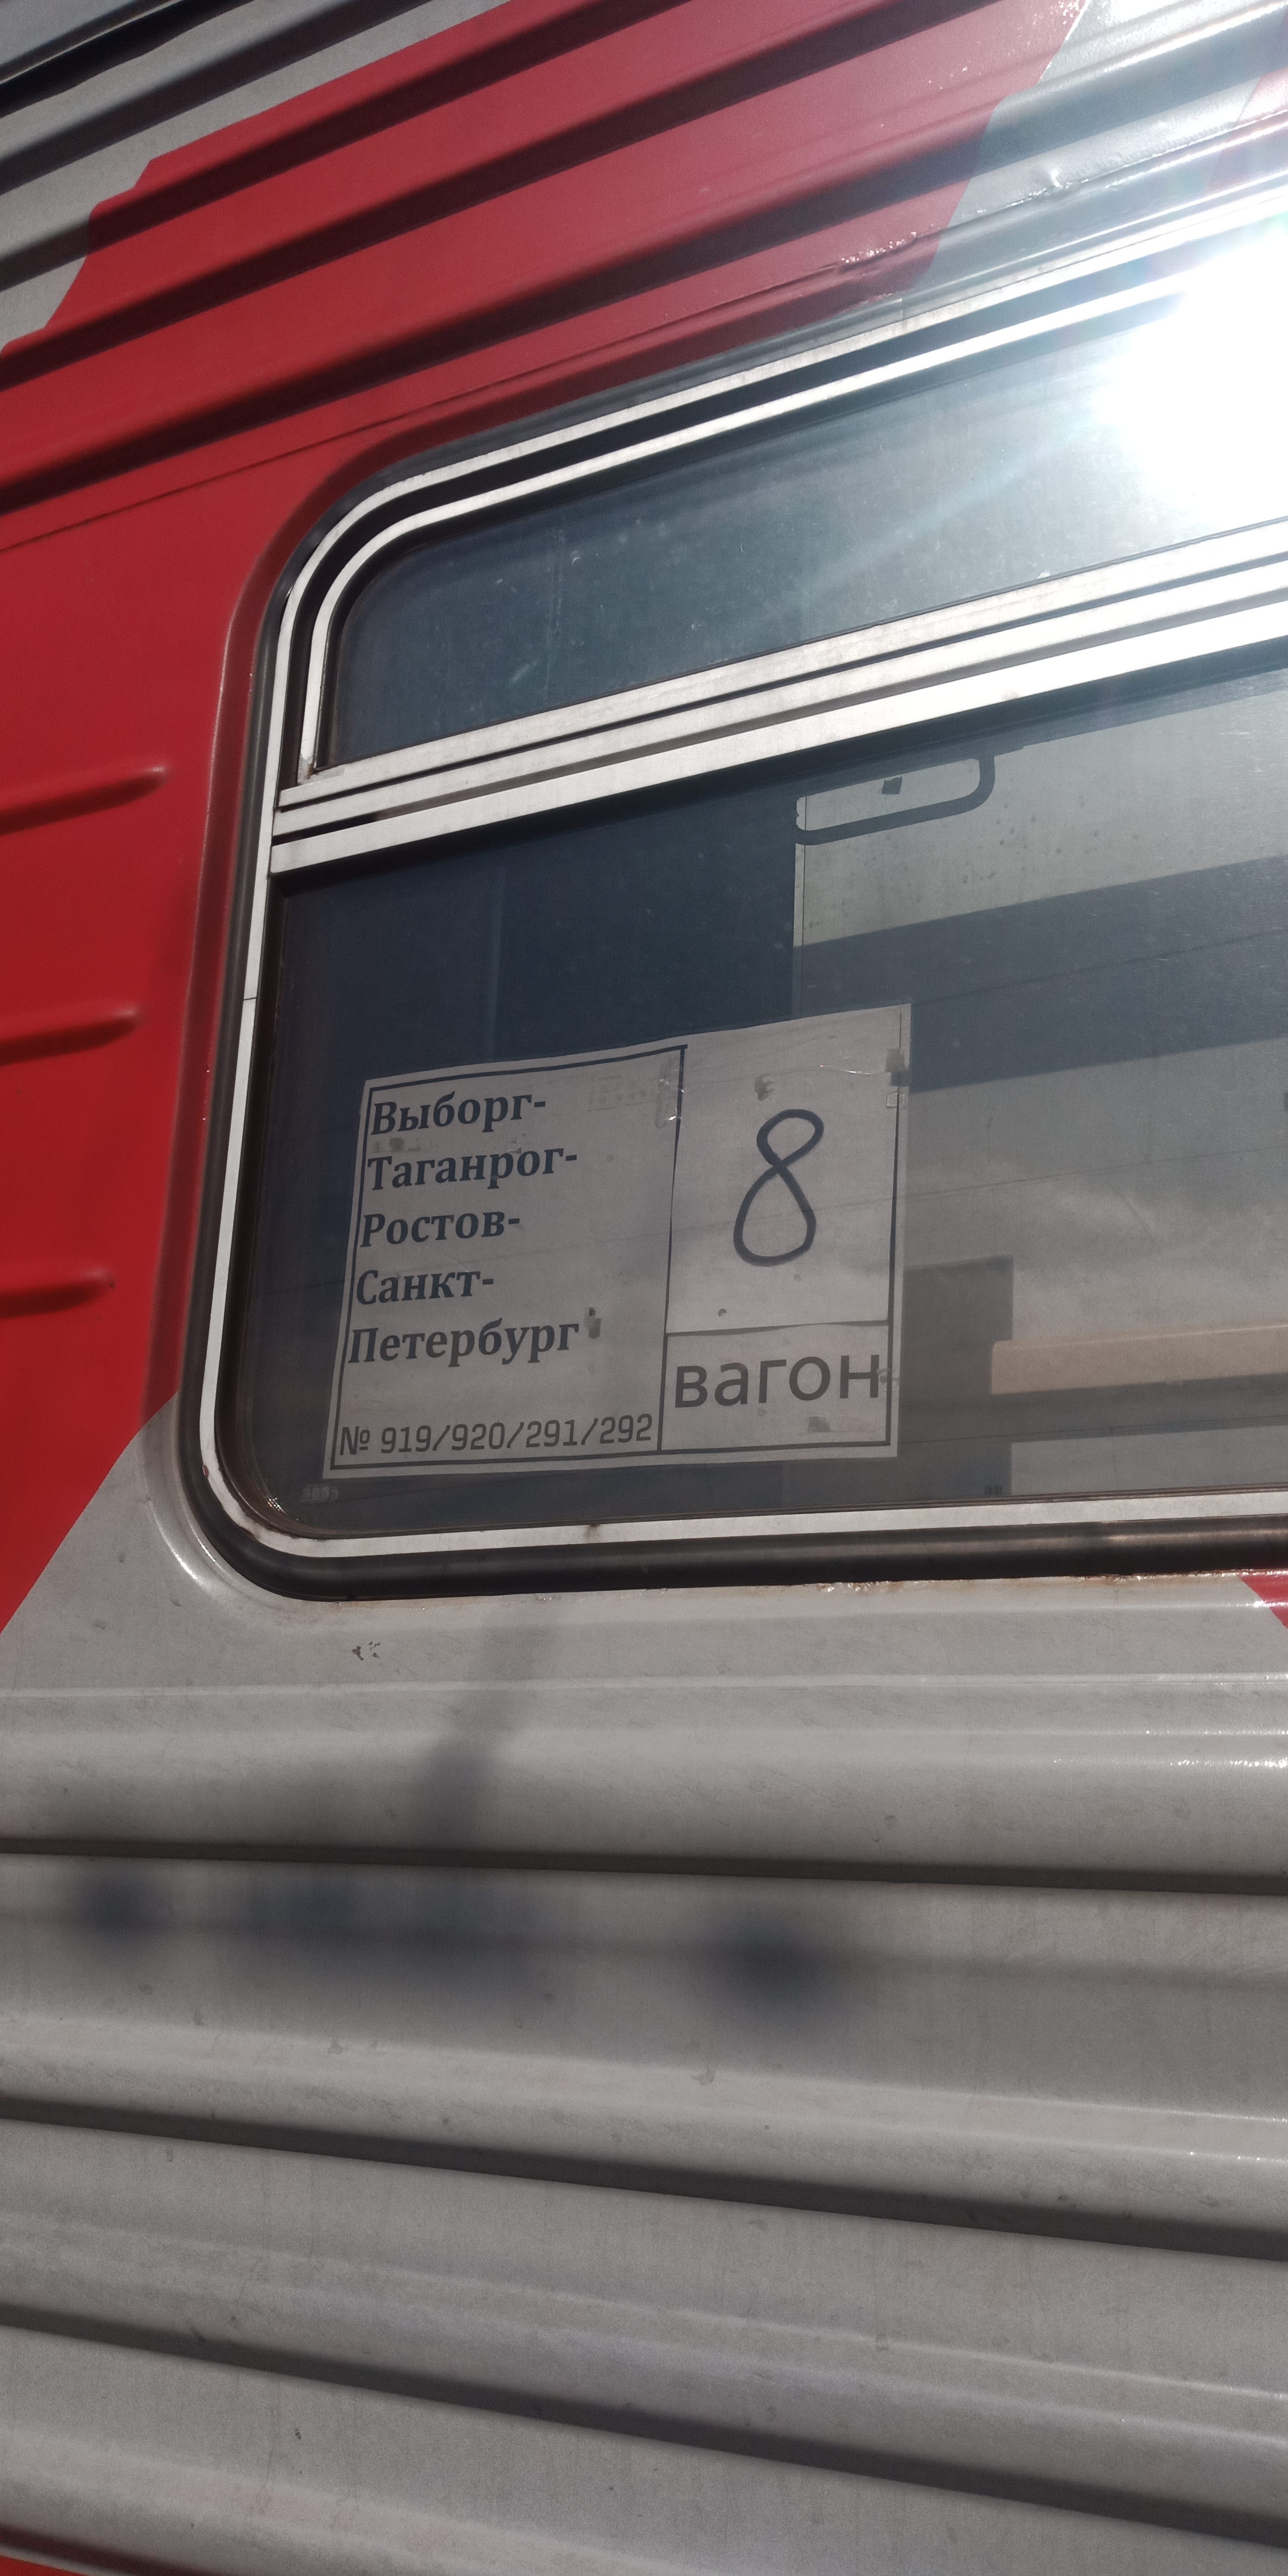 Выборг-
Таганрог-
Ростов-
Санкт-
Петербург
№ 919/920/291/292
8
вагон